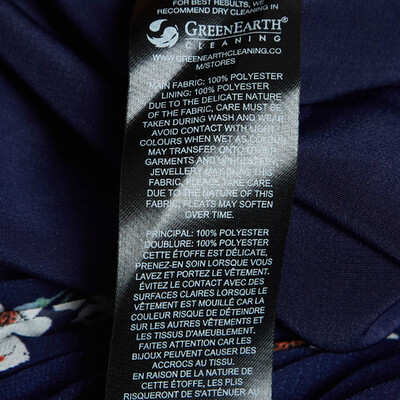 FOR BEST RESULTS, WE
RECOMMEND DRY CLEANING IN
GREENEARTH®
CLEANING
WWW.GREENEARTHCLEANING.CO
M/STORES
MAIN FABRIC: 100% POLYESTER
LINING: 100% POLYESTER
DUE TO THE DELICATE NATURE
OF THE FABRIC, CARE MUST BE
TAKEN DURING WASH AND WEAR.
AVOID CONTACT WITH LIGHT
COLOURS WHEN WET AS COLOUR
MAY TRANSFER ONTO OTHER
GARMENTS AND UPHOLSTERY.
JEWELLERY MAY SNAG THIS
FABRIC, PLEASE TAKE CARE.
DUE TO THE NATURE OF THIS
FABRIC, PLEATS MAY SOFTEN
OVER TIME.
PRINCIPAL: 100% POLYESTER
DOUBLURE: 100% POLYESTER
CETTE ÉTOFFE EST DÉLICATE,
PRENEZ-EN SOIN LORSQUE VOUS
LAVEZ ET PORTEZ LE VÊTEMENT.
ÉVITEZ LE CONTACT AVEC DES
SURFACES CLAIRES LORSQUE LE
VÊTEMENT EST MOUILLÉ CAR LA
COULEUR RISQUE DE DÉTEINDRE
SUR LES AUTRES VÊTEMENTS ET
LES TISSUS D'AMEUBLEMENT.
FAITES ATTENTION CAR LES
BIJOUX PEUVENT CAUSER DES
ACCROCS AU TISSU.
EN RAISON DE LA NATURE DE
CETTE ÉTOFFE, LES PLIS
RISQUERONT DE S'ATTÉNUER AU